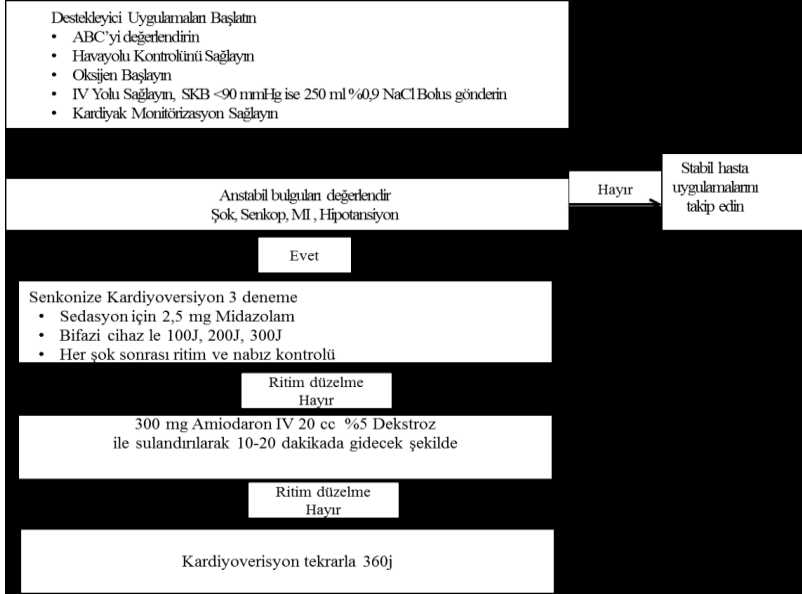 Destekleyici Uygulamaları Başlatın
• ABC'yi değerlendirin
• Havayolu Kontrolünü Sağlayın
• Oksijen Başlayın
• IV Yolu Sağlayın, SKB <90 mmHg ise 250 ml %0,9 NaCl Bolus gönderin
• Kardiyak Monitörizasyon Sağlayın
Anstabil bulguları değerlendir
Şok, Senkop, MI , Hipotansiyon
Hayır
Stabil hasta
uygulamalarını
takip edin
Evet
Senkonize Kardiyoversiyon 3 deneme
• Sedasyon için 2,5 mg Midazolam
• Bifazi cihaz le 100J, 200J, 300J
• Her şok sonrası ritim ve nabız kontrolü
Ritim düzelme
Hayır
300 mg Amiodaron IV 20 cc %5 Dekstroz
ile sulandırılarak 10-20 dakikada gidecek şekilde
Ritim düzelme
Hayır
Kardiyoverisyon tekrarla 360j